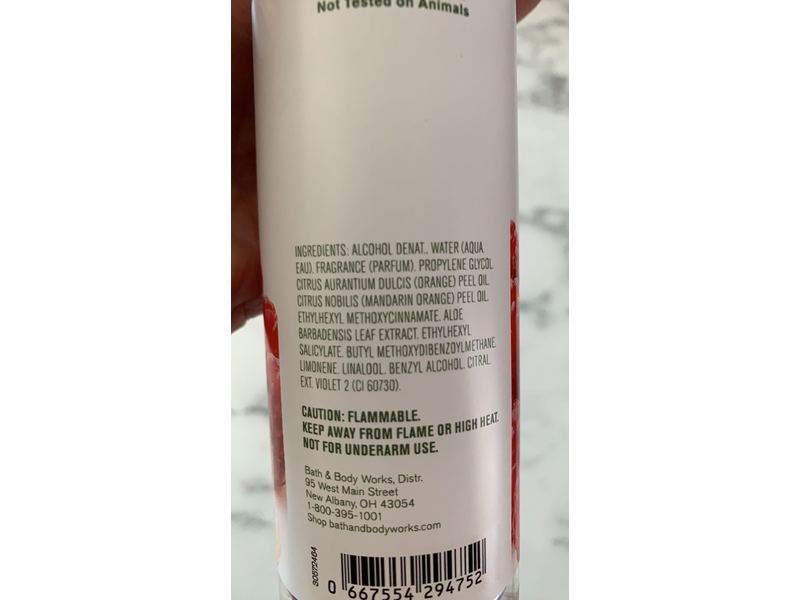 Not Tested on Animals
INGREDIENTS: ALCOHOL DENAT., WATER (AQUA,
EAU), FRAGRANCE (PARFUM), PROPYLENE GLYCOL,
CITRUS AURANTIUM DULCIS (ORANGE) PEEL OIL,
CITRUS NOBILIS (MANDARIN ORANGE) PEEL OIL,
ETHYLHEXYL METHOXYCINNAMATE, ALOE
BARBADENSIS LEAF EXTRACT, ETHYLHEXYL
SALICYLATE, BUTYL METHOXYDIBENZOYLMETHANE,
LIMONENE, LINALOOL, BENZYL ALCOHOL, CITRAL,
EXT. VIOLET 2 (CI 60730).
CAUTION: FLAMMABLE.
KEEP AWAY FROM FLAME OR HIGH HEAT.
NOT FOR UNDERARM USE.
Bath & Body Works, Distr.
95 West Main Street
New Albany, OH 43054
1-800-395-1001
Shop bathandbodyworks.com
30572464
0 667554 294752